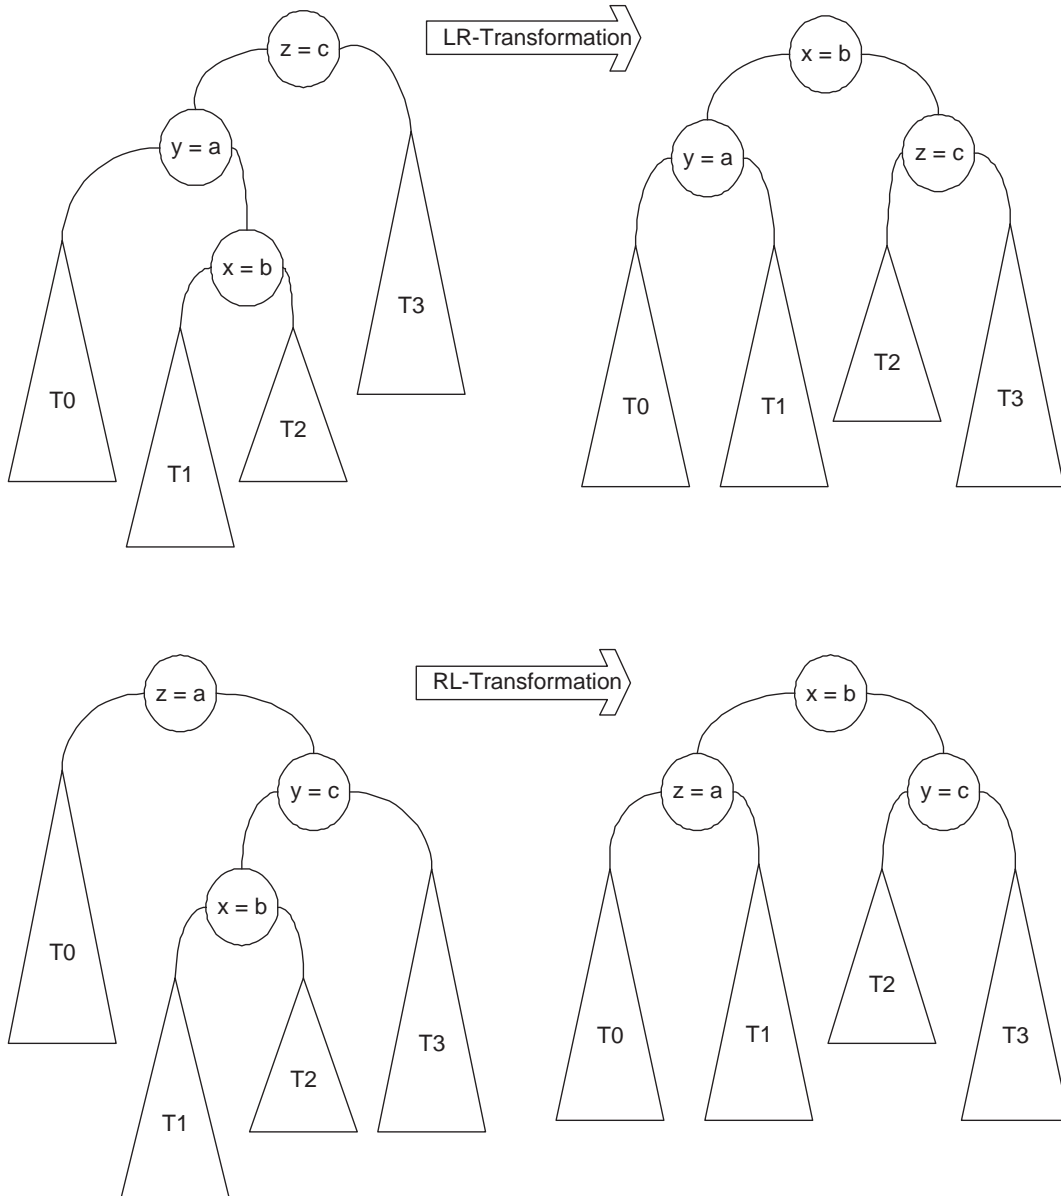 z = c
LR-Transformation
x = b
y = a
y = a
z = c
x = b
T3
T0
T1
T2
T0
T1
T2
T3
z = a
RL-Transformation
x = b
y = c
z = a
y = c
x = b
T0
T1
T2
T3
T0
T1
T2
T3